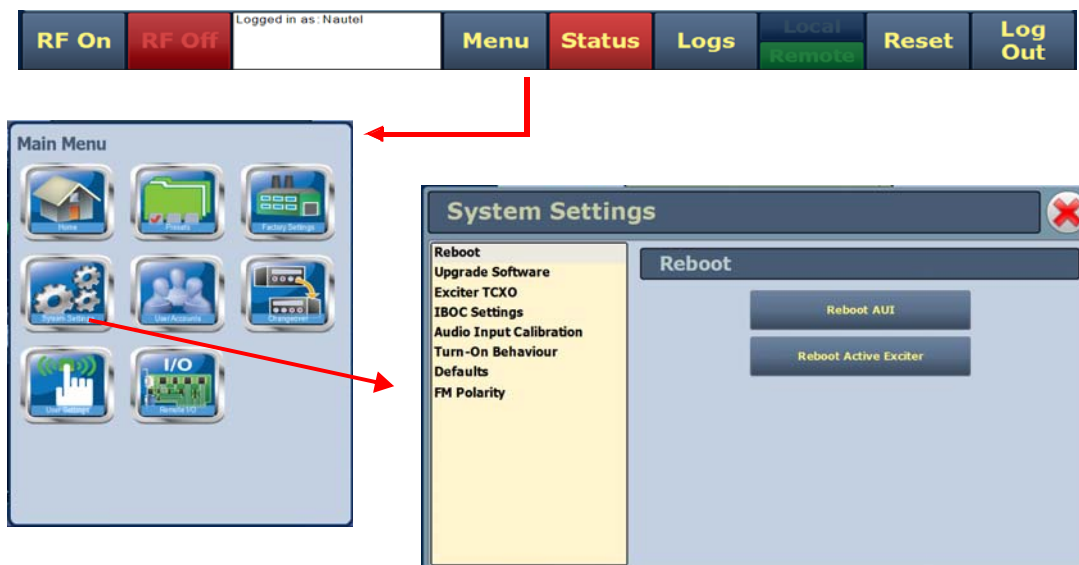 RF On
RF Off
Logged in as: Nautel
Menu
Status
Logs
Local
Remote
Reset
Log
Out
Main Menu
Home
Presets
Factory Settings
System Settings
User Accounts
Changeover
I/O
User Settings
Remote I/O
System Settings
Reboot
Upgrade Software
Exciter TCXO
IBOC Settings
Audio Input Calibration
Turn-On Behaviour
Defaults
FM Polarity
Reboot
Reboot AUI
Reboot Active Exciter